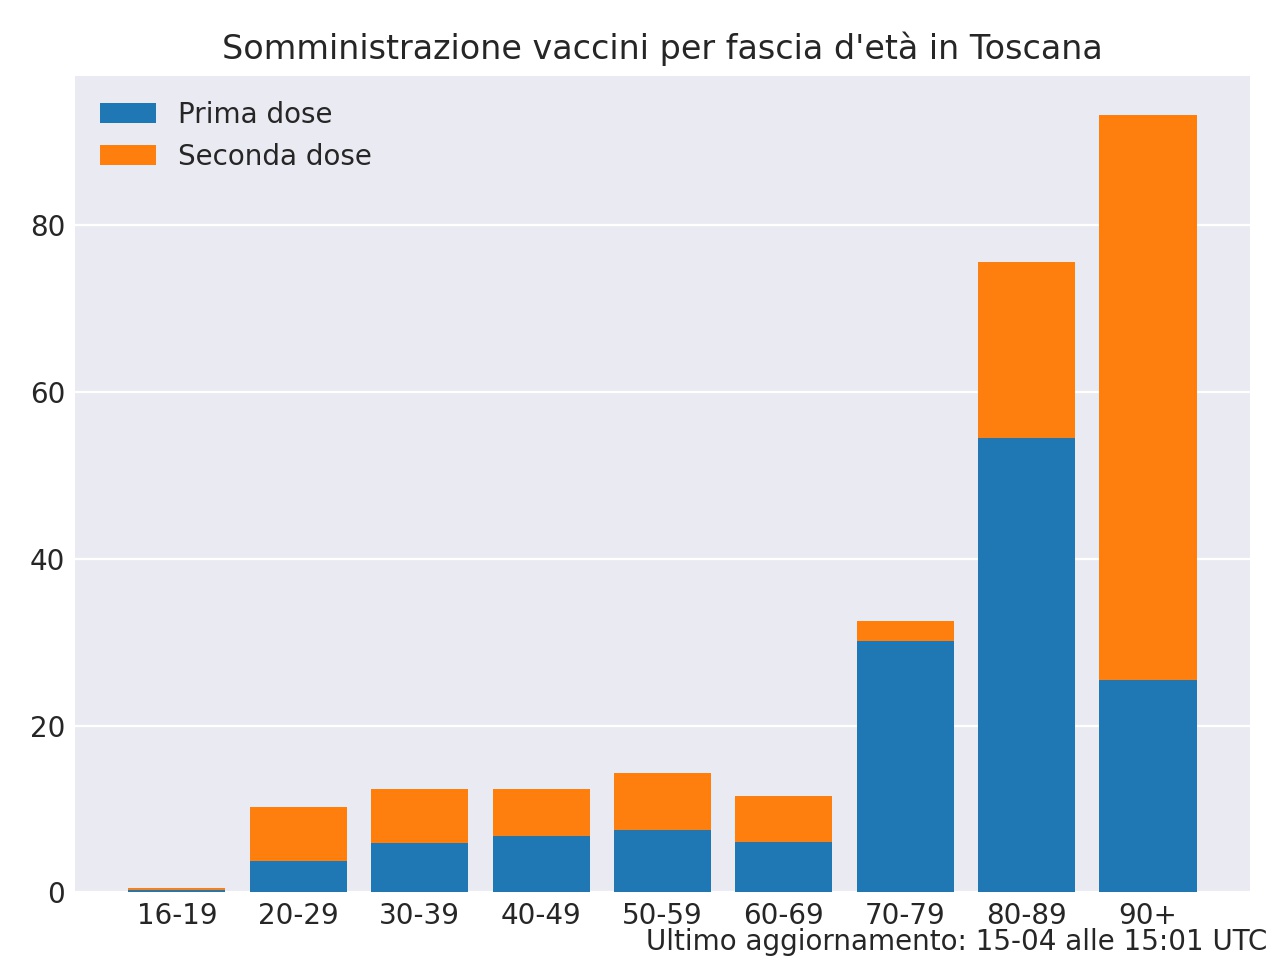 Somministrazione vaccini per fascia d'età in Toscana
Prima dose
Seconda dose
80
60
40
20
0
16-19 20-29 30-39 40-49 50-59 60-69 70-79 80-89 90+
Ultimo aggiornamento: 15-04 alle 15:01 UTC